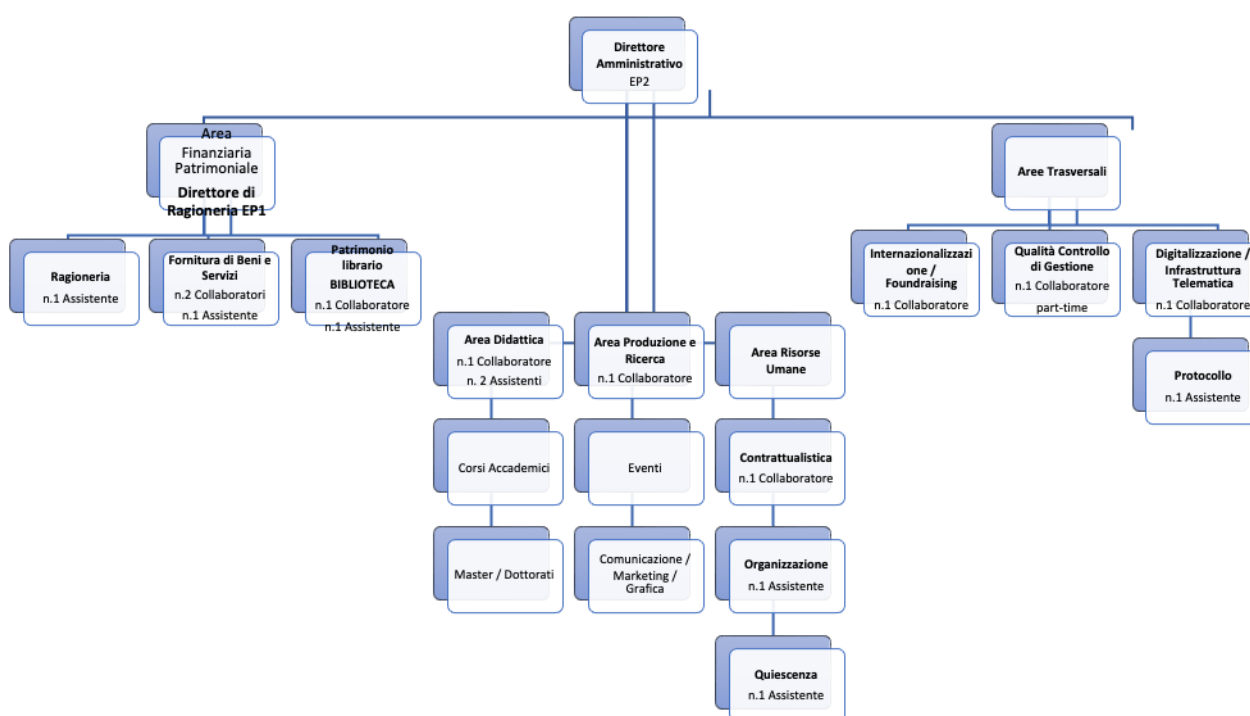 Direttore
Amministrativo
EP2
Area
Finanziaria
Patrimoniale
Direttore di
Ragioneria EP1
Aree Trasversali
Ragioneria
n.1 Assistente
Fornitura di Beni e
Servizi
n.2 Collaboratori
n.1 Assistente
Patrimonio
librario
BIBLIOTECA
n.1 Collaboratore
n.1 Assistente
Internazionalizzazi
one /
Foundraising
n.1 Collaboratore
Qualità Controllo
di Gestione
n.1 Collaboratore
part-time
Digitalizzazione /
Infrastruttura
Telematica
n.1 Collaboratore
Protocollo
n.1 Assistente
Area Didattica
n.1 Collaboratore
n. 2 Assistenti
Corsi Accademici
Master / Dottorati
Area Produzione e
Ricerca
n.1 Collaboratore
Eventi
Comunicazione /
Marketing /
Grafica
Area Risorse
Umane
Contrattualistica
n.1 Collaboratore
Organizzazione
n.1 Assistente
Quiescenza
n.1 Assistente